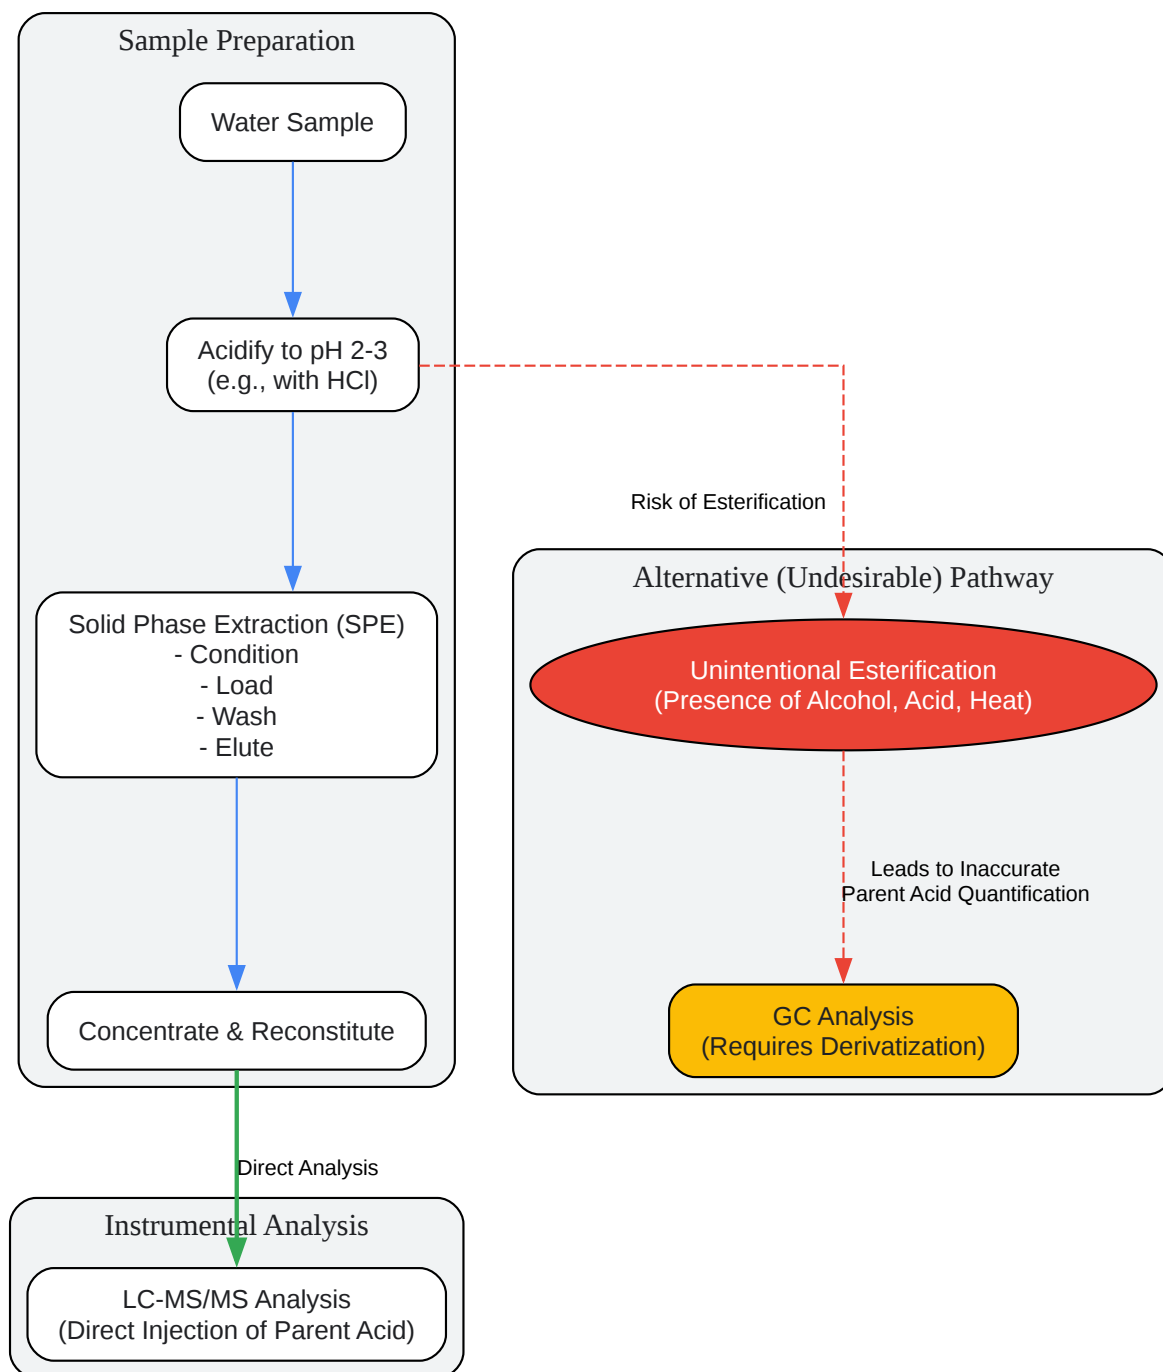 Sample Preparation
Water Sample
Acidify to pH 2-3
(e.g., with HCl)
Risk of Esterification
Alternative (Undesirable) Pathway
Solid Phase Extraction (SPE)
- Condition
- Load
- Wash
- Elute
Unintentional Esterification
(Presence of Alcohol, Acid, Heat)
Leads to Inaccurate
Parent Acid Quantification
Concentrate & Reconstitute
GC Analysis
(Requires Derivatization)
Direct Analysis
Instrumental Analysis
LC-MS/MS Analysis
(Direct Injection of Parent Acid)